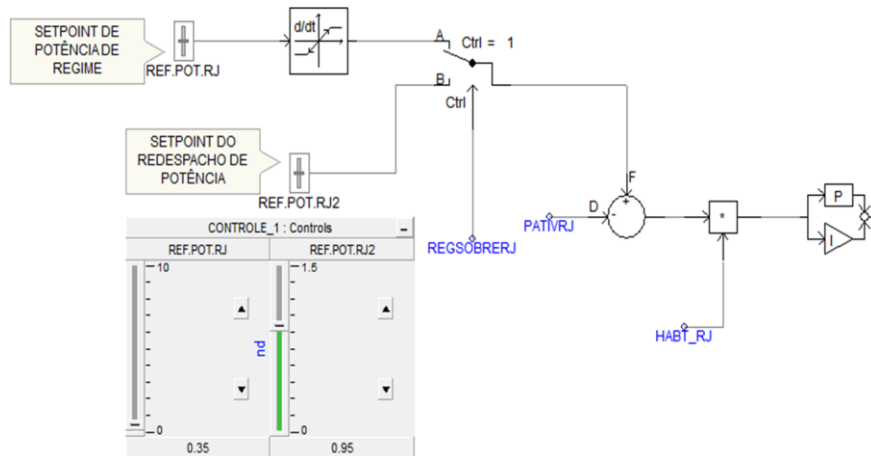 SETPOINT DE
POTÊNCIA DE
REGIME
REF.POT.RJ
d/dt
A
Ctrl = 1
B
Ctrl
SETPOINT DO
REDESPACHO DE
POTÊNCIA
REF.POT.RJ2
F
D
+
-
PATIVRJ
*
P
I
REGSOBRERJ
HABT_RJ
CONTROLE_1 : Controls
REF.POT.RJ
REF.POT.RJ2
10
1.5
pu
0
0
0.35
0.95